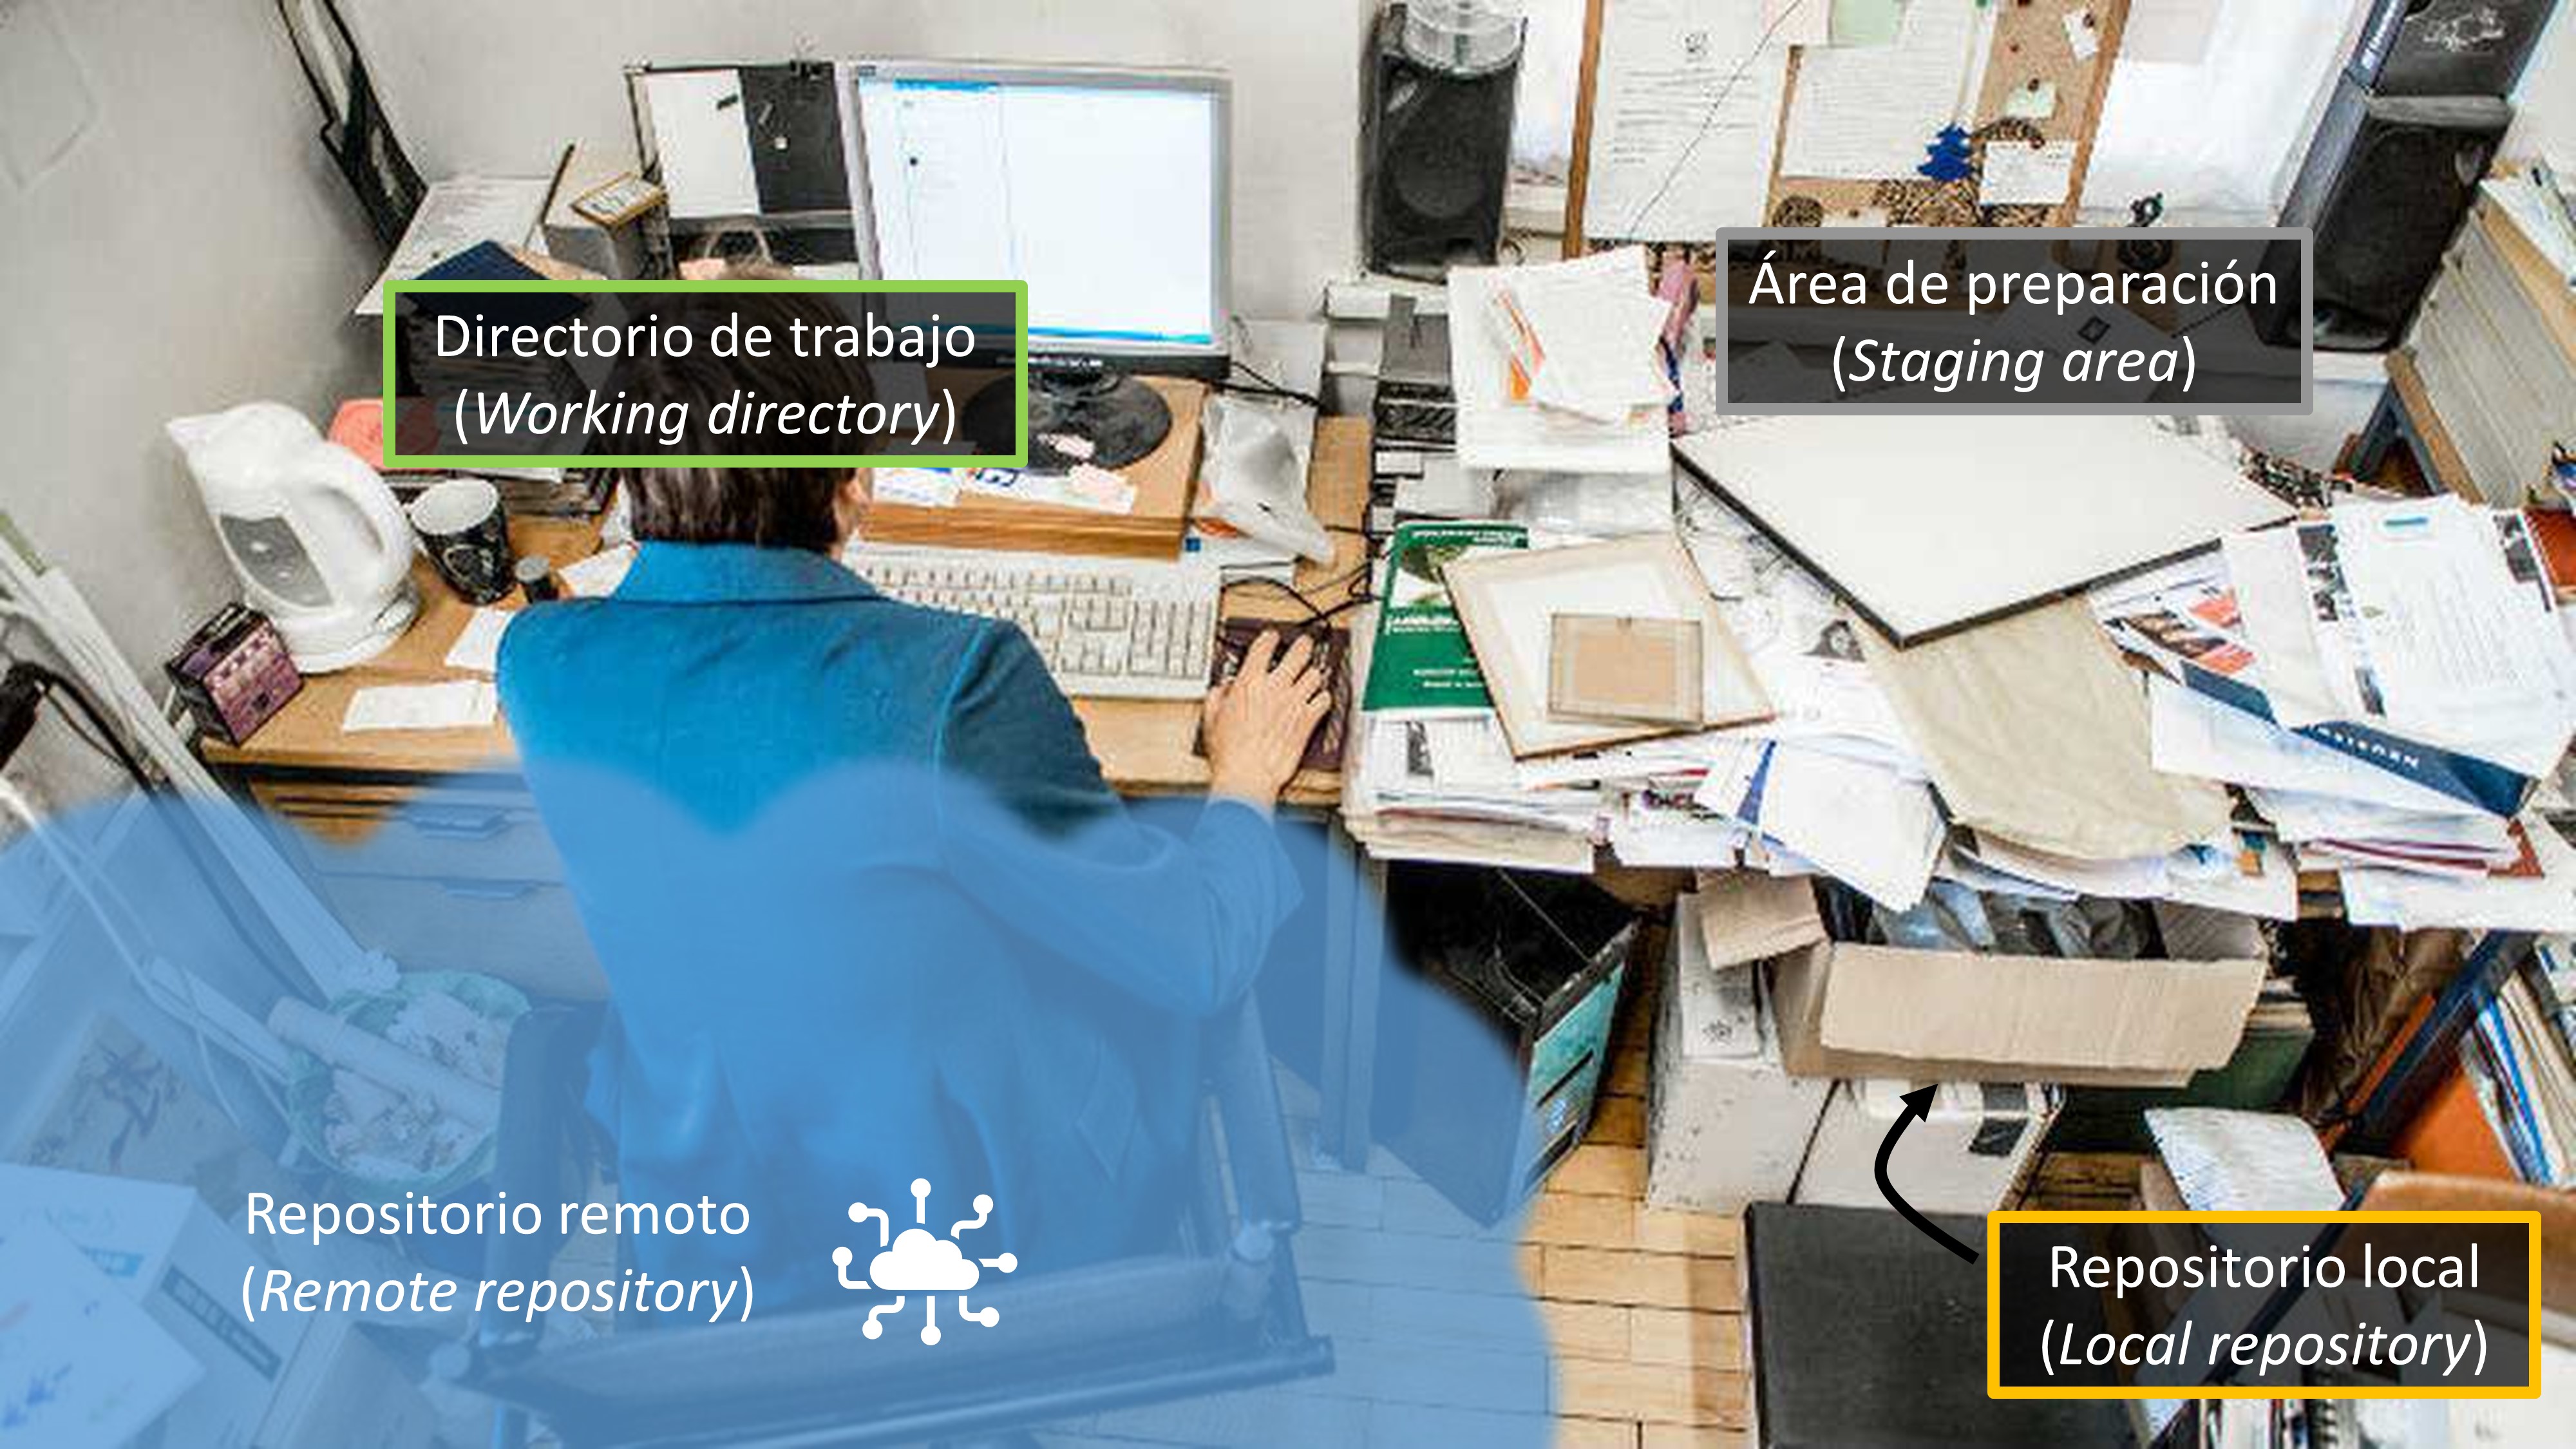 Directorio de trabajo
(Working directory)
Área de preparación
(Staging area)
Repositorio remoto
(Remote repository)
Repositorio local
(Local repository)